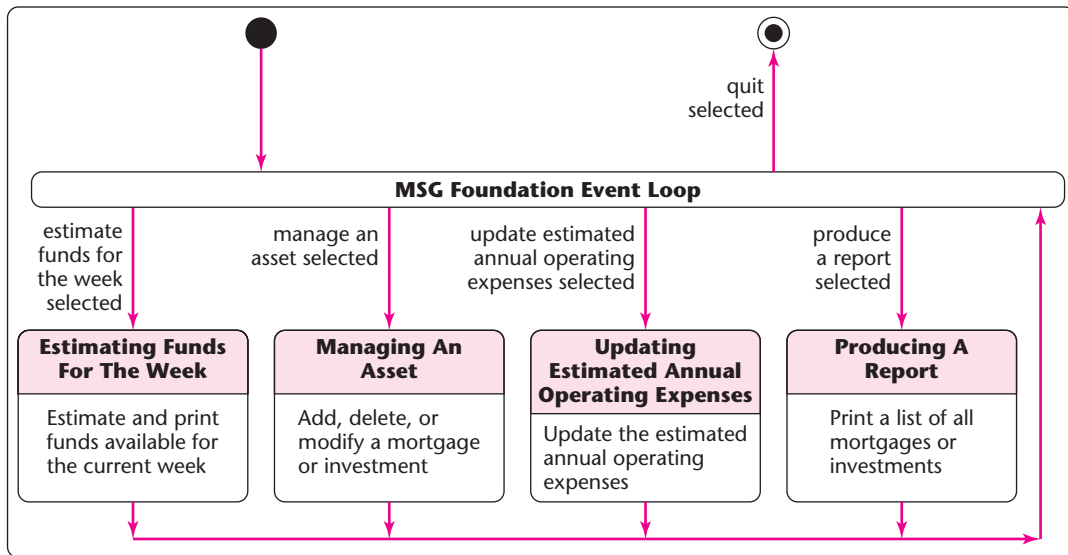 quit
selected
MSG Foundation Event Loop
estimate
funds for
the week
selected
manage an
asset selected
update estimated
annual operating
expenses selected
produce
a report
selected
Estimating Funds
For The Week
Estimate and print
funds available for
the current week
Managing An
Asset
Add, delete, or
modify a mortgage
or investment
Updating
Estimated Annual
Operating Expenses
Update the estimated
annual operating
expenses
Producing A
Report
Print a list of all
mortgages or
investments